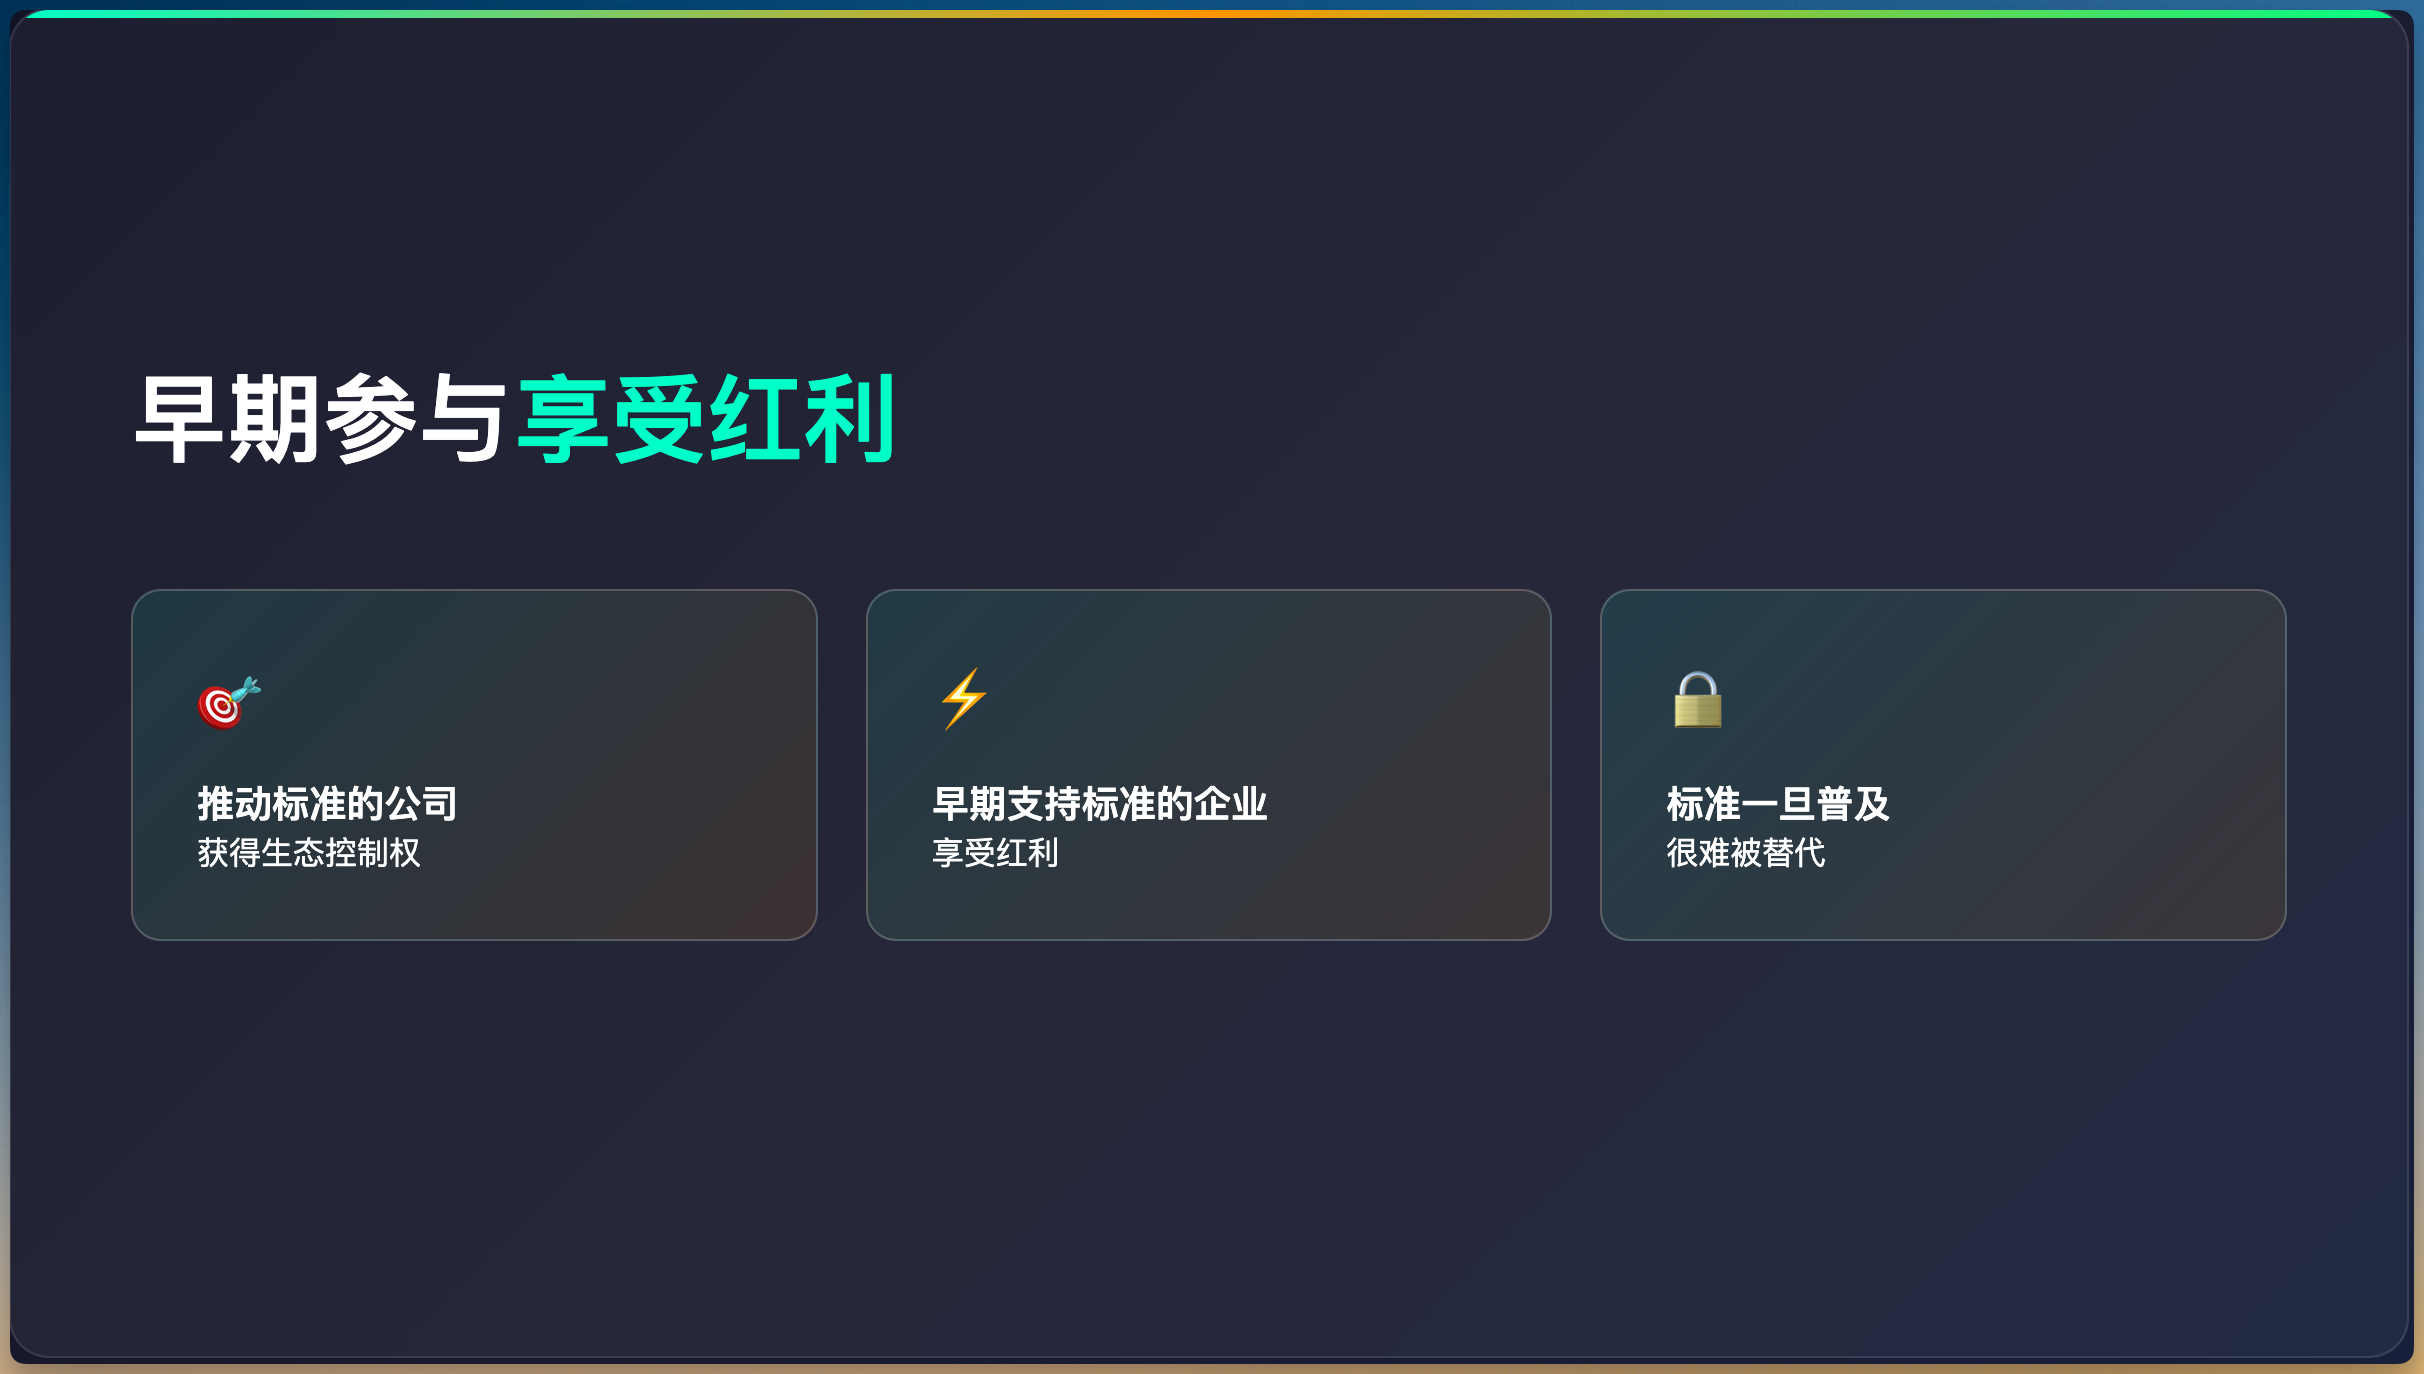 早期参与享受红利
推动标准的公司
获得生态控制权
早期支持标准的企业
享受红利
标准一旦普及
很难被替代